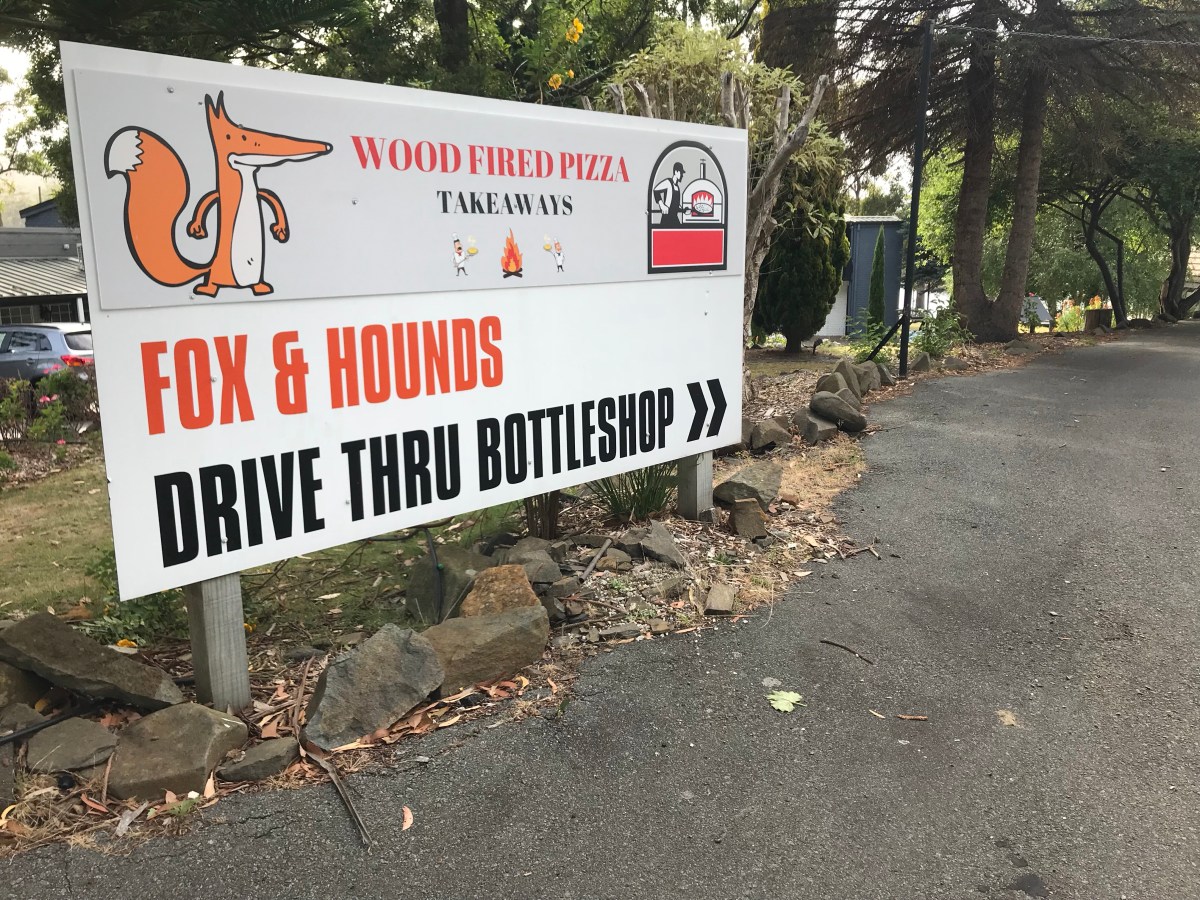 WOOD FIRED PIZZA
TAKEAWAYS
FOX & HOUNDS
DRIVE THRU BOTTLESHOP >>